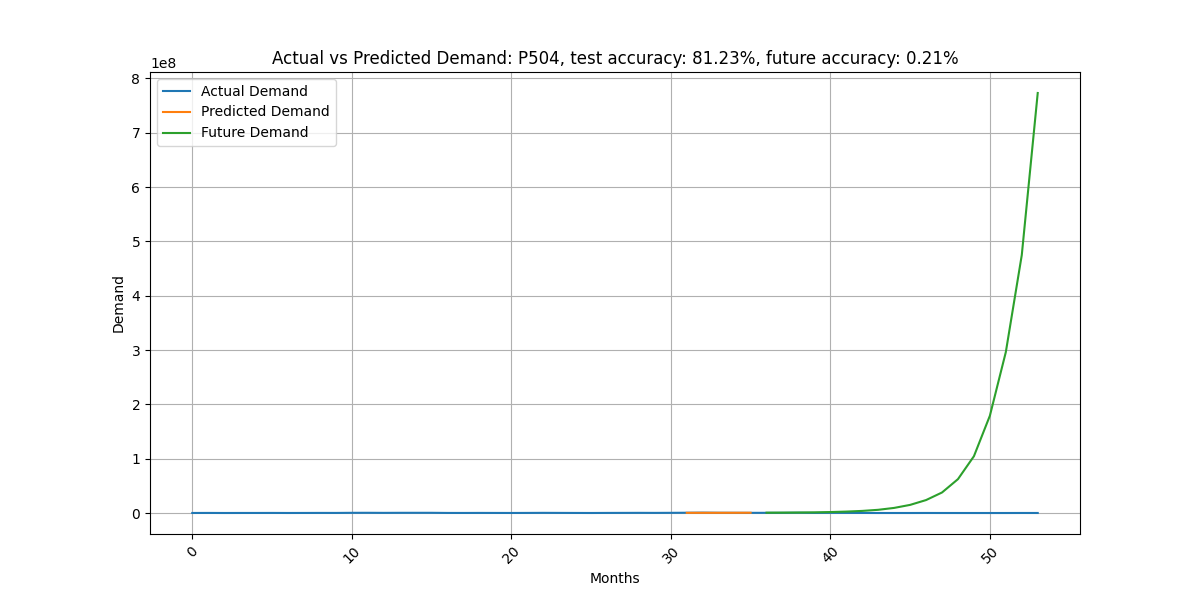 Actual vs Predicted Demand: P504, test accuracy: 81.23%, future accuracy: 0.21%
1e8
8
7
6
5
4
3
2
1
0
Demand
Actual Demand
Predicted Demand
Future Demand
0
10
20
30
40
50
Months